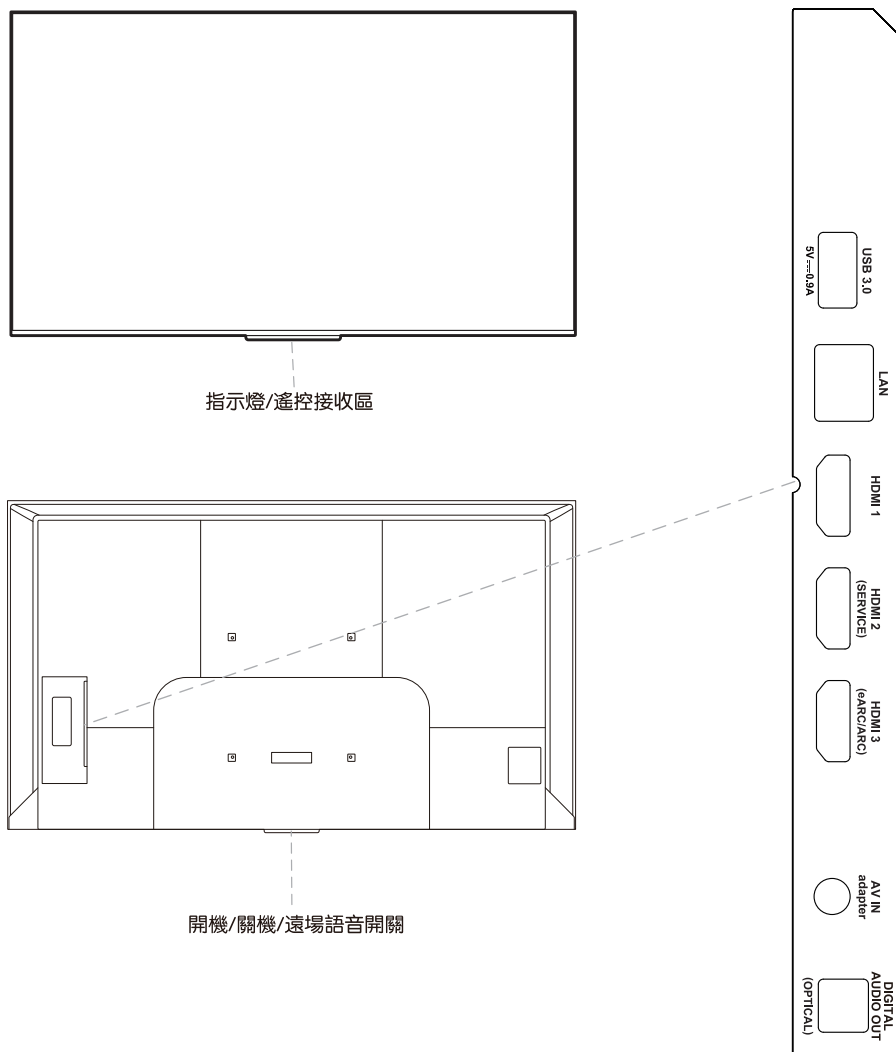 指示燈/遙控接收區
開機/關機/遠場語音開關
USB 3.0
5V⎓0.9A
LAN
HDMI 1
HDMI 2
(SERVICE)
HDMI 3
(eARC/ARC)
AV IN
adapter
DIGITAL
AUDIO OUT
(OPTICAL)